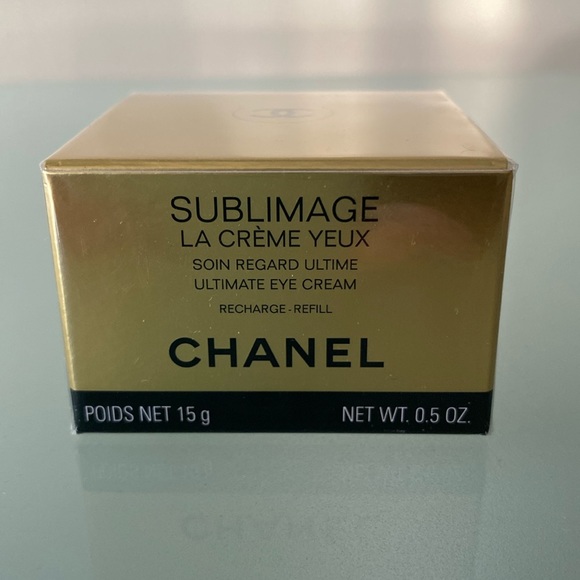 SUBLIMAGE
LA CRÈME YEUX
SOIN REGARD ULTIME
ULTIMATE EYE CREAM
RECHARGE-REFILL
CHANEL
POIDS NET 15 g
NET WT. 0.5 OZ.